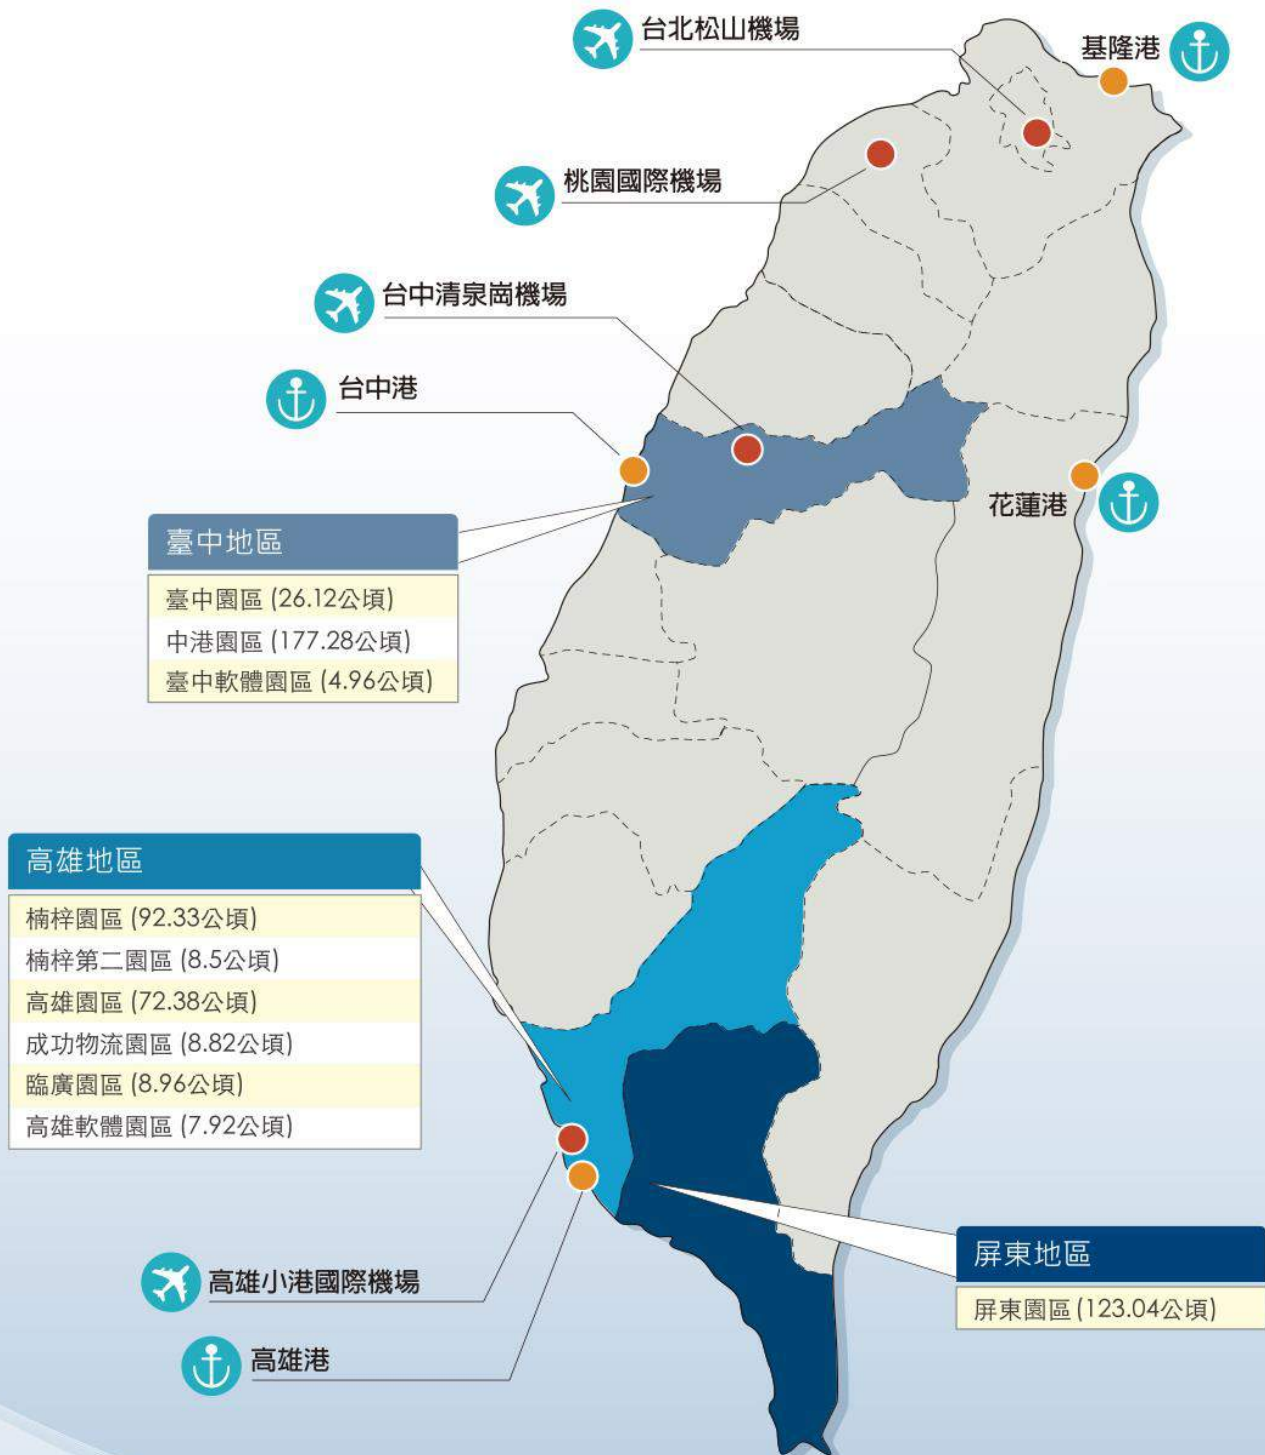 台北松山機場
基隆港
桃園國際機場
台中清泉崗機場
台中港
花蓮港
臺中地區
臺中園區 (26.12公頃)
中港園區 (177.28公頃)
臺中軟體園區 (4.96公頃)
高雄地區
楠梓園區 (92.33公頃)
楠梓第二園區 (8.5公頃)
高雄園區 (72.38公頃)
成功物流園區 (8.82公頃)
臨廣園區 (8.96公頃)
高雄軟體園區 (7.92公頃)
屏東地區
屏東園區 (123.04公頃)
高雄小港國際機場
高雄港